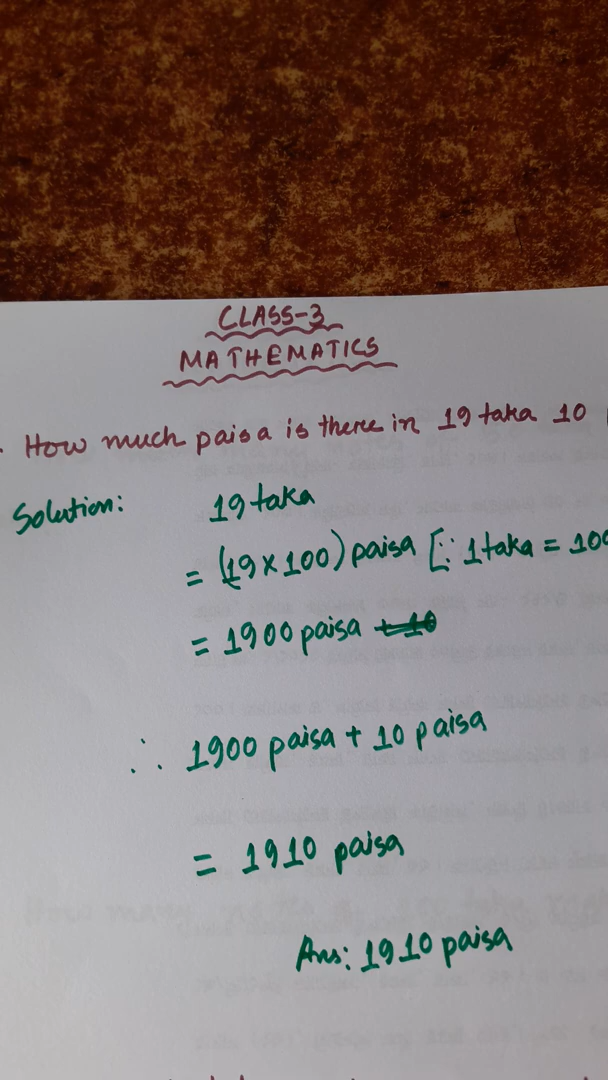 CLASS-3
MATHEMATICS
. How much paisa is there in 19 taka 10
Solution: 19 taka
= (19 × 100) paisa [∵ 1 taka = 100
= 1900 paisa
∴ 1900 paisa + 10 paisa
= 1910 paisa
Ans: 1910 paisa